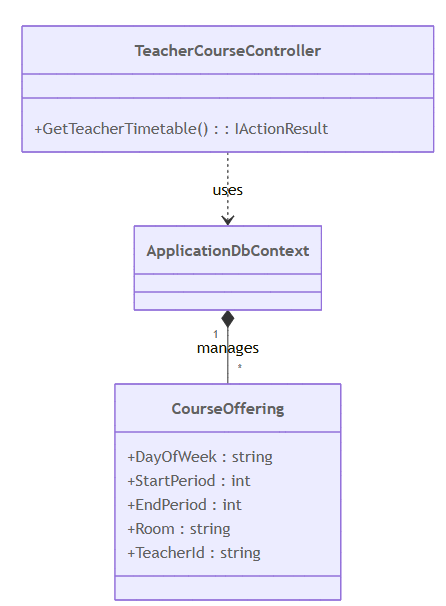 TeacherCourseController
+GetTeacherTimetable() : : IActionResult
uses
ApplicationDbContext
1
manages
*
CourseOffering
+DayOfWeek : string
+StartPeriod : int
+EndPeriod : int
+Room : string
+TeacherId : string